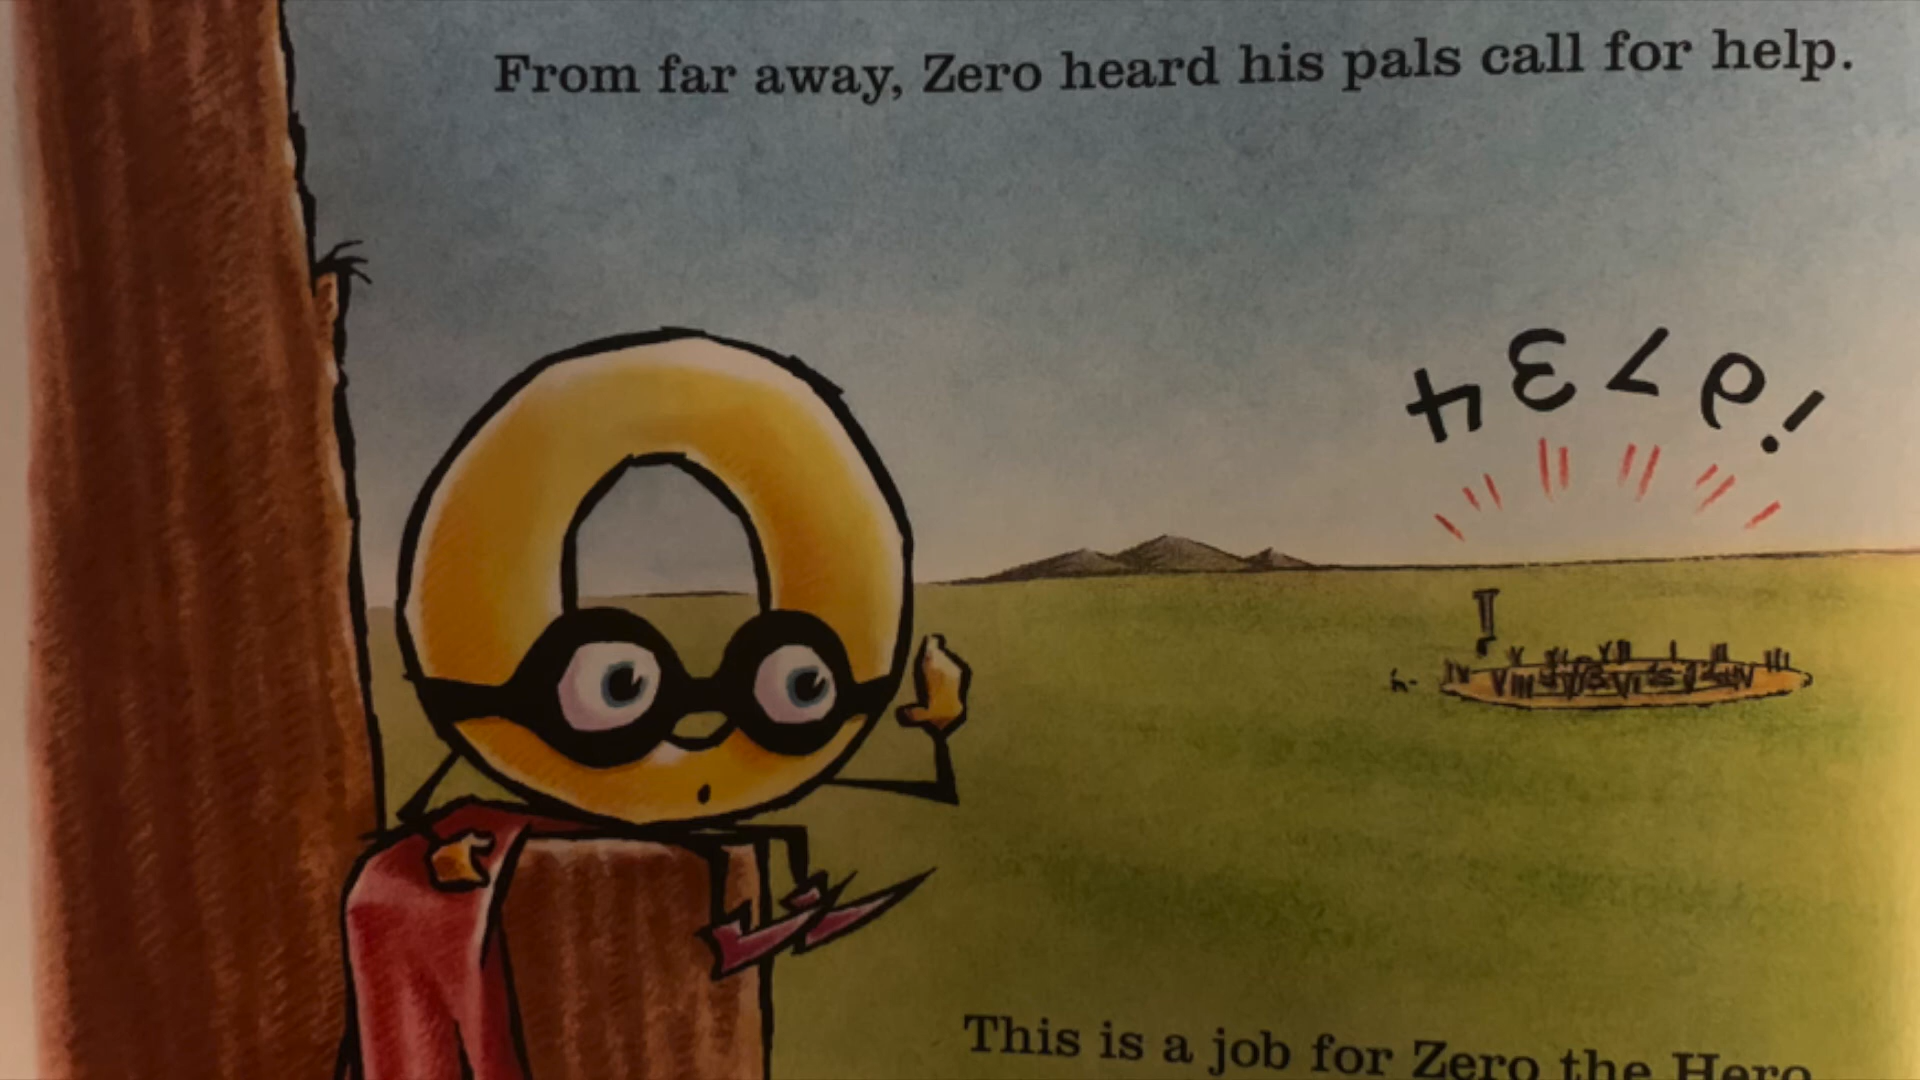 From far away, Zero heard his pals call for help.
HELP!
This is a job for Zero the Hero